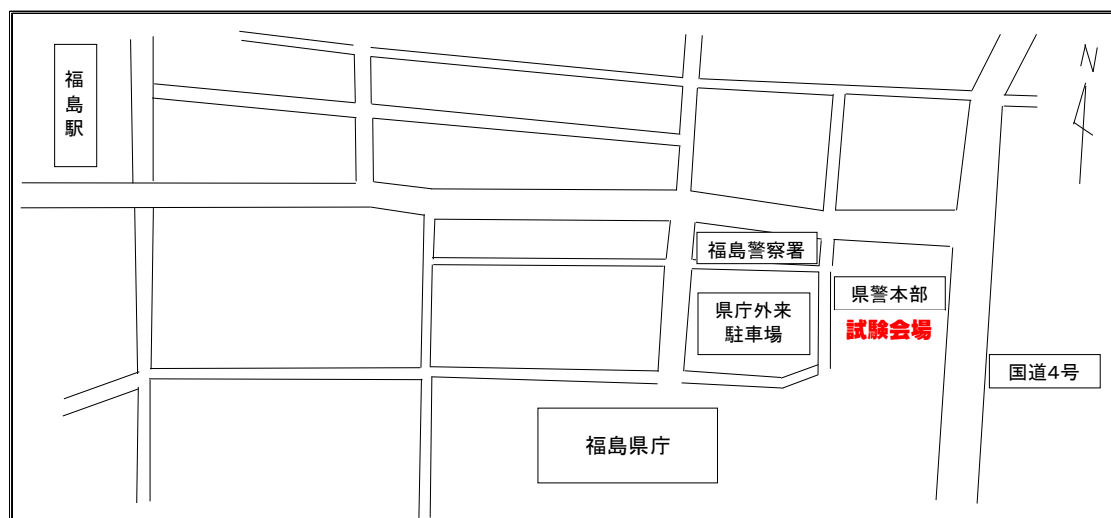 福島駅
N
福島警察署
県警本部
県庁外来
駐車場
試験会場
国道4号
福島県庁